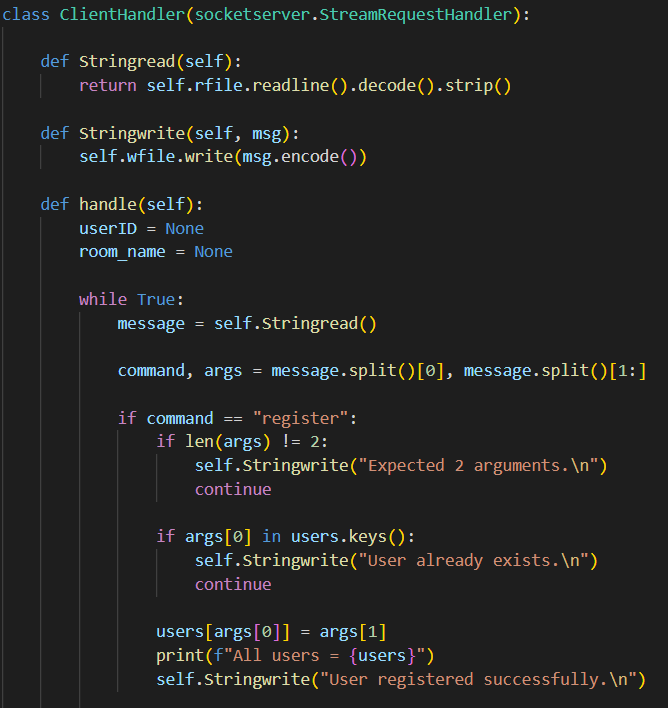 class ClientHandler(socketserver.StreamRequestHandler):
def Stringread(self):
return self.rfile.readline().decode().strip()
def Stringwrite(self, msg):
self.wfile.write(msg.encode())
def handle(self):
userID = None
room_name = None
while True:
message = self.Stringread()
command, args = message.split()[0], message.split()[1:]
if command == "register":
if len(args) != 2:
self.Stringwrite("Expected 2 arguments.\n")
continue
if args[0] in users.keys():
self.Stringwrite("User already exists.\n")
continue
users[args[0]] = args[1]
print(f"All users = {users}")
self.Stringwrite("User registered successfully.\n")